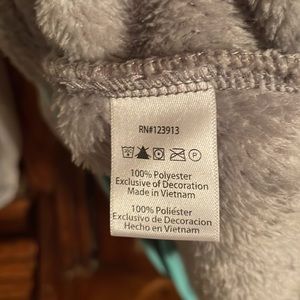 RN#123913
100% Polyester
Exclusive of Decoration
Made in Vietnam
100% Poliéster
Exclusivo de Decoracion
Hecho en Vietnam